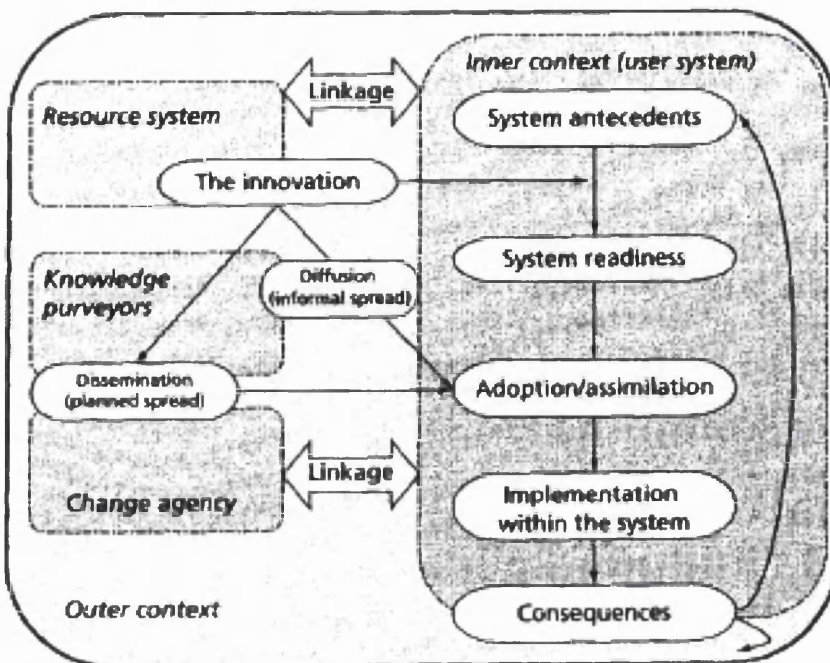 Inner context (user system)
Linkage
Resource system
System antecedents
The innovation
System readiness
Knowledge
purveyors
Diffusion
(informal spread)
Dissemination
(planned spread)
Adoption/assimilation
Linkage
Change agency
Implementation
within the system
Outer context
Consequences